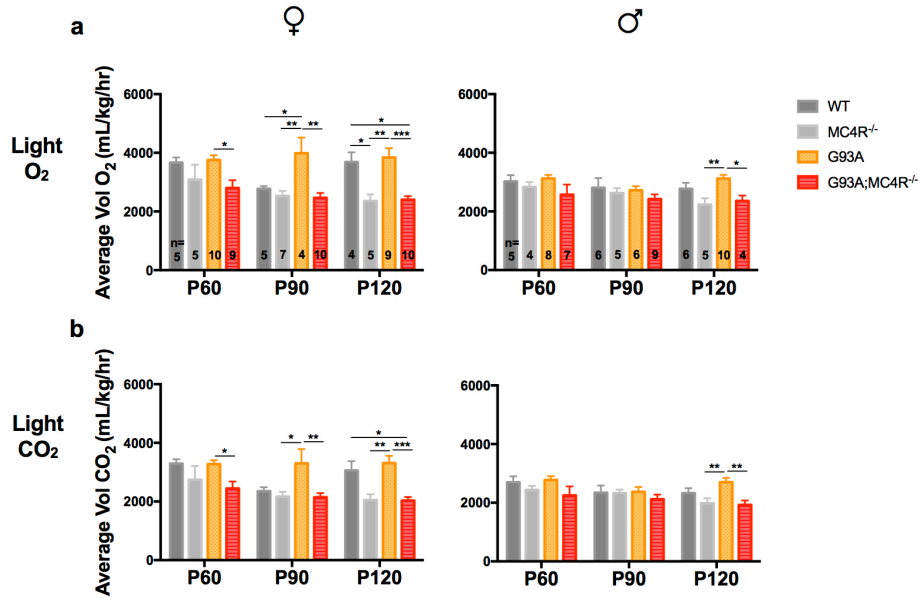 a
♀
♂
Light
O₂
Average Vol O₂ (mL/kg/hr)
6000
4000
2000
0
* * ** ** * * ** *** *
n=
5 5 10 9 5 7 4 10 4 5 9 10
P60 P90 P120
6000
4000
2000
0
** *
n=
5 4 8 7 6 5 6 9 6 5 10 4
P60 P90 P120
WT
MC4R⁻/⁻
G93A
G93A;MC4R⁻/⁻
b
Light
CO₂
Average Vol CO₂ (mL/kg/hr)
6000
4000
2000
0
* * ** * ** ***
P60 P90 P120
6000
4000
2000
0
** **
P60 P90 P120